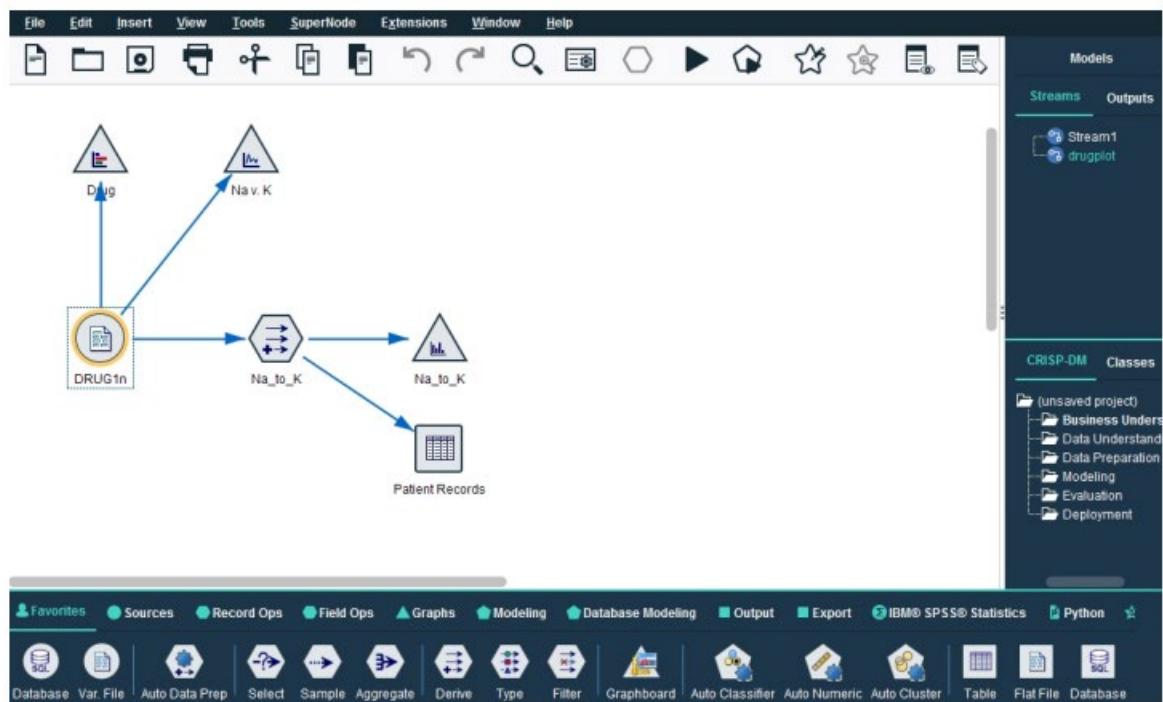 File Edit Insert View Tools SuperNode Extensions Window Help
Models
Streams Outputs
Stream1
drugplot
Drug
Na v. K
DRUG1n
Na_to_K
Na_to_K
Patient Records
CRISP-DM Classes
(unsaved project)
Business Unders
Data Understand
Data Preparation
Modeling
Evaluation
Deployment
Favorites Sources Record Ops Field Ops Graphs Modeling Database Modeling Output Export IBM® SPSS® Statistics Python
SQL SQL
Database Var. File Auto Data Prep Select Sample Aggregate Derive Type Filter Graphboard Auto Classifier Auto Numeric Auto Cluster Table Flat File Database